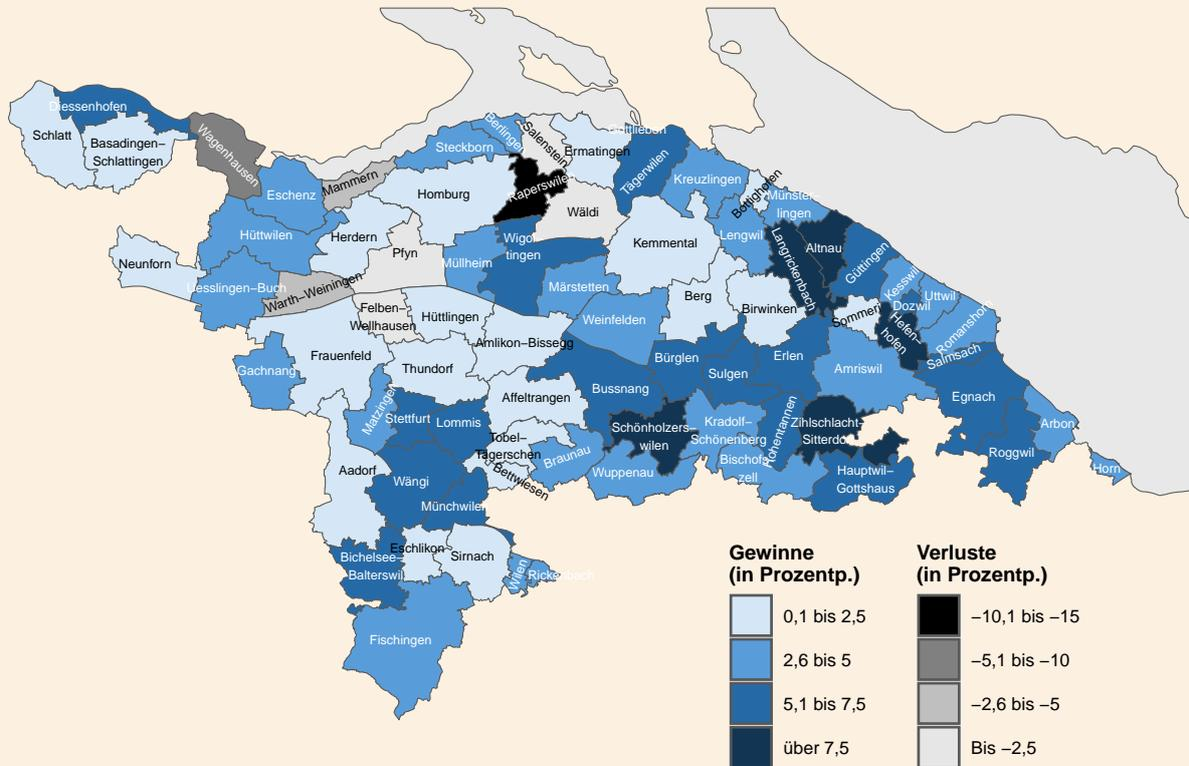 Diessenhofen
Schlatt
Basadingen–
Schlattingen
Wagenhausen
Eschenz
Mammern
Steckborn
Berlingen
Salenstein
Ermatingen
Gottlieben
Tägerwilen
Kreuzlingen
Bottighofen
Münster–
lingen
Homburg
Raperswilen
Wäldi
Hüttwilen
Herdern
Pfyn
Müllheim
Wigo
tingen
Kemmental
Lengwil
Langrickenbach
Altnau
Güttingen
Kesswil
Uttwil
Dozwil
Romanshorn
Neunforn
Uesslingen–Buch
Warth–Weiningen
Felben–
Wellhausen
Hüttlingen
Märstetten
Berg
Birwinken
Sommeri
Hefen–
hofen
Salmsach
Weinfelden
Amlikon–Bissegg
Frauenfeld
Gachnang
Thundorf
Bürglen
Sulgen
Erlen
Amriswil
Egnach
Bussnang
Affeltrangen
Matzingen
Stettfurt
Lommis
Schönholzers–
wilen
Kradolf–
Schönenberg
Hohentannen
Zihlschlacht–
Sitterdo
Arbon
Roggwil
Horn
Tobel–
Tägerschen
Braunau
Wuppenau
Bischofs
zell
Hauptwil–
Gottshaus
Bettwiesen
Aadorf
Wängi
Münchwilen
Eschlikon
Sirnach
Bichelsee–
Balterswil
Wilen
Rickenbach
Fischingen
Gewinne
(in Prozentp.)
0,1 bis 2,5
2,6 bis 5
5,1 bis 7,5
über 7,5
Verluste
(in Prozentp.)
−10,1 bis −15
−5,1 bis −10
−2,6 bis −5
Bis −2,5